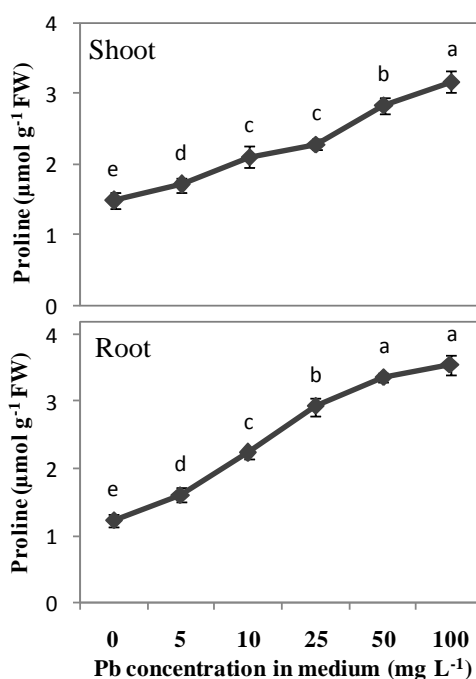 4
Shoot
a
b
3
c
c
d
2
e
1
0
Proline (µmol g-1 FW)
4
Root
a
a
b
3
c
2
d
e
1
0
Proline (µmol g-1 FW)
0 5 10 25 50 100
Pb concentration in medium (mg L-1)